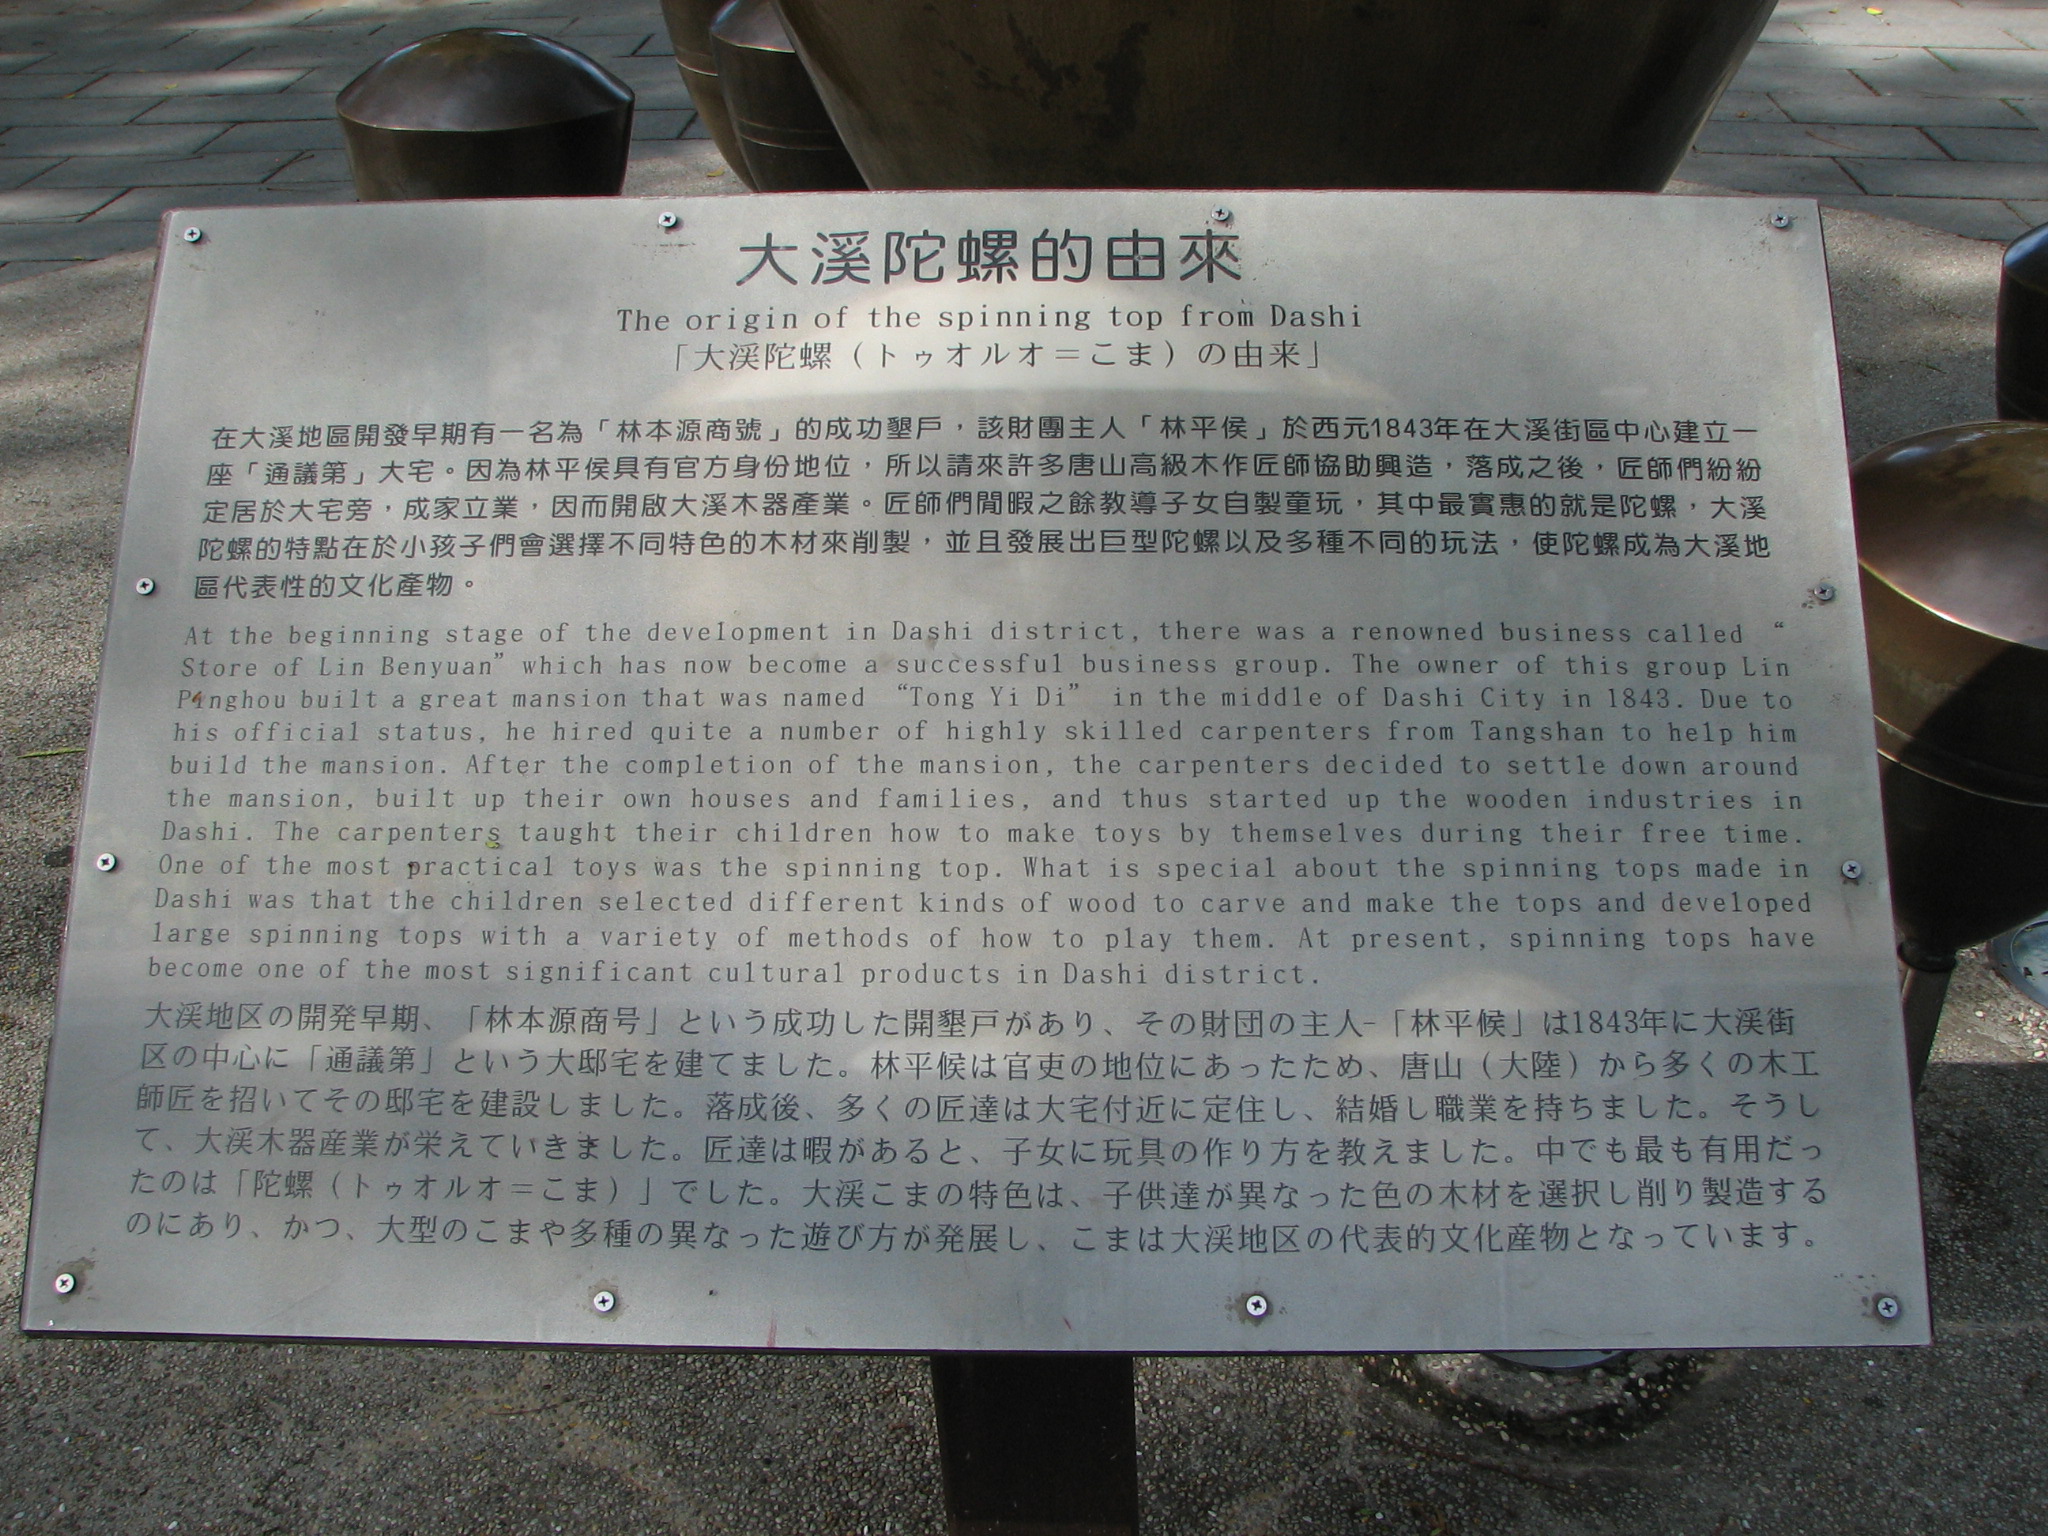 大溪陀螺的由來
The origin of the spinning top from Dashi
「大渓陀螺（トゥオルオ＝こま）の由来」
在大溪地區開發早期有一名為「林本源商號」的成功墾戶，該財團主人「林平侯」於西元1843年在大溪街區中心建立一
座「通議第」大宅。因為林平侯具有官方身份地位，所以請來許多唐山高級木作匠師協助興造，落成之後，匠師們紛紛
定居於大宅旁，成家立業，因而開啟大溪木器產業。匠師們閒暇之餘教導子女自製童玩，其中最實惠的就是陀螺，大溪
陀螺的特點在於小孩子們會選擇不同特色的木材來削製，並且發展出巨型陀螺以及多種不同的玩法，使陀螺成為大溪地
區代表性的文化產物。
At the beginning stage of the development in Dashi district, there was a renowned business called “
Store of Lin Benyuan” which has now become a successful business group. The owner of this group Lin
Pinghou built a great mansion that was named “Tong Yi Di” in the middle of Dashi City in 1843. Due to
his official status, he hired quite a number of highly skilled carpenters from Tangshan to help him
build the mansion. After the completion of the mansion, the carpenters decided to settle down around
the mansion, built up their own houses and families, and thus started up the wooden industries in
Dashi. The carpenters taught their children how to make toys by themselves during their free time.
One of the most practical toys was the spinning top. What is special about the spinning tops made in
Dashi was that the children selected different kinds of wood to carve and make the tops and developed
large spinning tops with a variety of methods of how to play them. At present, spinning tops have
become one of the most significant cultural products in Dashi district.
大渓地区の開発早期、「林本源商号」という成功した開墾戸があり、その財団の主人-「林平候」は1843年に大渓街
区の中心に「通議第」という大邸宅を建てました。林平候は官吏の地位にあったため、唐山（大陸）から多くの木工
師匠を招いてその邸宅を建設しました。落成後、多くの匠達は大宅付近に定住し、結婚し職業を持ちました。そうし
て、大渓木器産業が栄えていきました。匠達は暇があると、子女に玩具の作り方を教えました。中でも最も有用だっ
たのは「陀螺（トゥオルオ＝こま）」でした。大渓こまの特色は、子供達が異なった色の木材を選択し削り製造する
のにあり、かつ、大型のこまや多種の異なった遊び方が発展し、こまは大渓地区の代表的文化産物となっています。